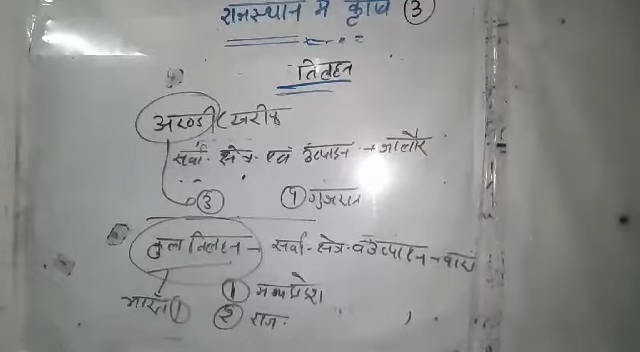 राजस्थान में कृषि ③
तिलहन
अरण्डी (खरीफ
सर्वा. क्षेत्र. एवं उत्पादन → जालौर
③ ① गुजरात
कुल तिलहन - सर्वा. क्षेत्र. व उत्पादन -
① मध्यप्रदेश
भारत ① ② राज.